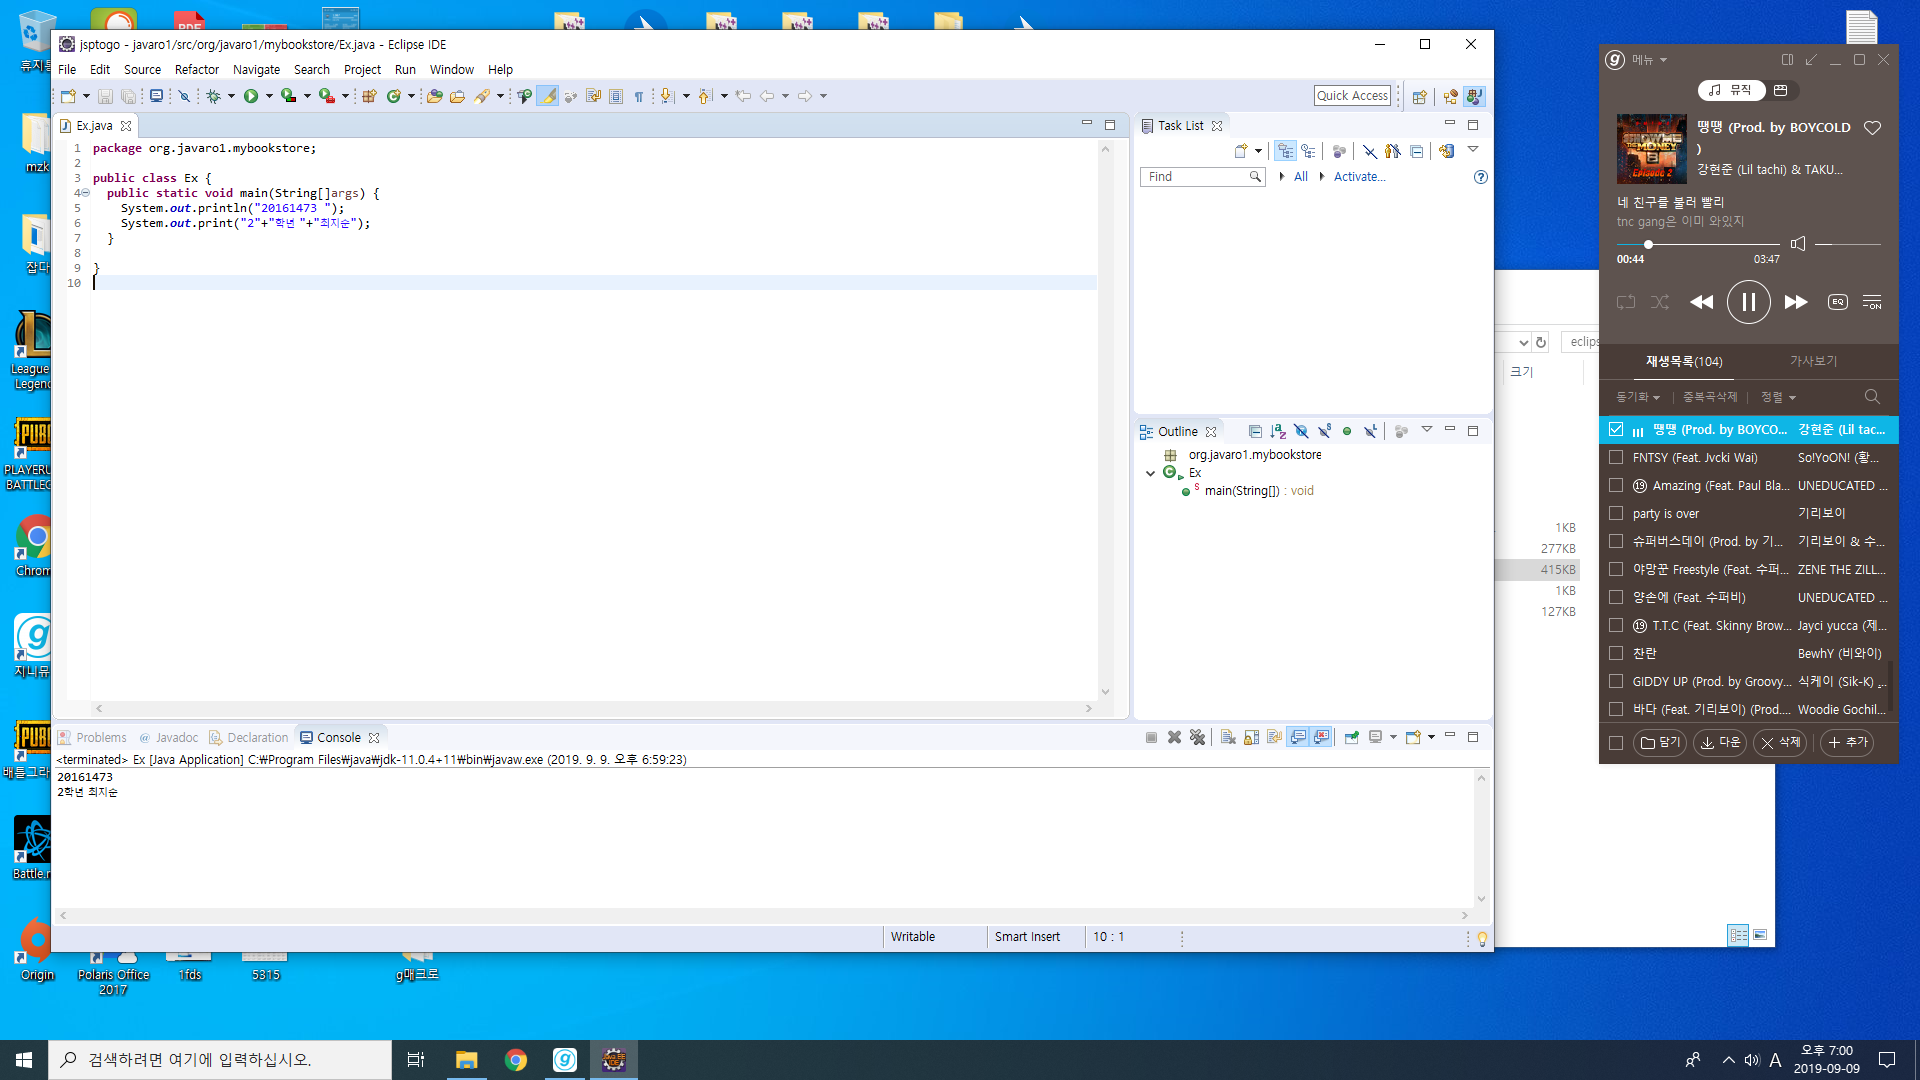 jsptogo - javaro1/src/org/javaro1/mybookstore/Ex.java - Eclipse IDE
File Edit Source Refactor Navigate Search Project Run Window Help
Quick Access
Ex.java
1 package org.javaro1.mybookstore;
2
3 public class Ex {
4 public static void main(String[]args) {
5 System.out.println("20161473 ");
6 System.out.print("2"+"학년 "+"최지순");
7 }
8
9 }
10
Task List
Find
All
Activate...
Outline
org.javaro1.mybookstore
Ex
main(String[]) : void
Problems @ Javadoc Declaration Console
<terminated> Ex [Java Application] C:₩Program Files₩java₩jdk-11.0.4+11₩bin₩javaw.exe (2019. 9. 9. 오후 6:59:23)
20161473
2학년 최지순
Writable
Smart Insert
10 : 1
mzk
잡다
League
Legend
PUBG
PLAYERU
BATTLEG
Chrom
지니뮤
PUBG
배틀그라
Battle.n
Origin
Polaris Office
2017
1fds
5315
g매크로
PDF
eclips
크기
1KB
277KB
415KB
1KB
127KB
메뉴
뮤직
땡땡 (Prod. by BOYCOLD
)
강현준 (Lil tachi) & TAKU...
네 친구를 불러 빨리
tnc gang은 이미 와있지
00:44
03:47
EQ
ON
재생목록(104)
가사보기
동기화
중복곡삭제
정렬
땡땡 (Prod. by BOYCO... 강현준 (Lil tac...
FNTSY (Feat. Jvcki Wai) So!YoON! (황...
19 Amazing (Feat. Paul Bla... UNEDUCATED ...
party is over 기리보이
슈퍼버스데이 (Prod. by 기... 기리보이 & 수...
야망꾼 Freestyle (Feat. 수퍼... ZENE THE ZILL...
양손에 (Feat. 수퍼비) UNEDUCATED ...
19 T.T.C (Feat. Skinny Brow... Jayci yucca (제...
찬란 BewhY (비와이)
GIDDY UP (Prod. by Groovy... 식케이 (Sik-K) ...
바다 (Feat. 기리보이) (Prod.... Woodie Gochil...
담기
다운
삭제
추가
검색하려면 여기에 입력하십시오.
A
오후 7:00
2019-09-09